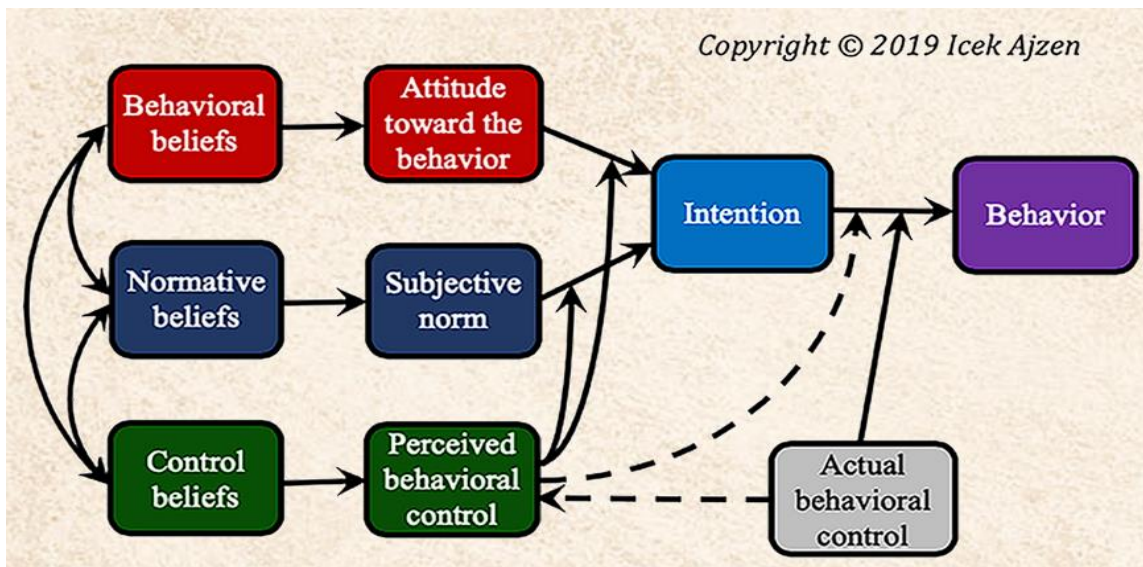 Copyright © 2019 Icek Ajzen
Behavioral
beliefs
Attitude
toward the
behavior
Intention
Behavior
Normative
beliefs
Subjective
norm
Control
beliefs
Perceived
behavioral
control
Actual
behavioral
control